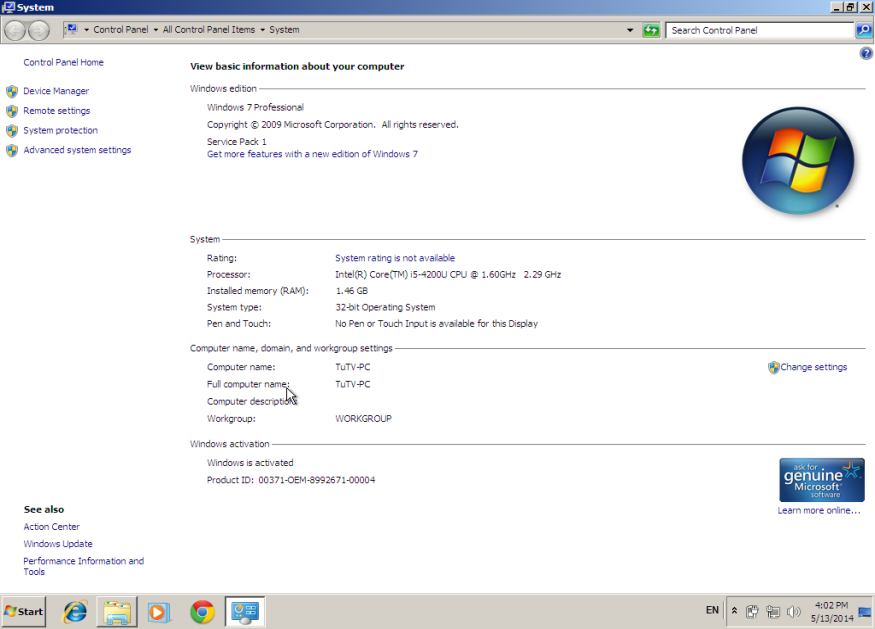 System
Control Panel All Control Panel Items System
Search Control Panel
Control Panel Home
Device Manager
Remote settings
System protection
Advanced system settings
View basic information about your computer
Windows edition
Windows 7 Professional
Copyright © 2009 Microsoft Corporation. All rights reserved.
Service Pack 1
Get more features with a new edition of Windows 7
System
Rating: System rating is not available
Processor: Intel(R) Core(TM) i5-4200U CPU @ 1.60GHz 2.29 GHz
Installed memory (RAM): 1.46 GB
System type: 32-bit Operating System
Pen and Touch: No Pen or Touch Input is available for this Display
Computer name, domain, and workgroup settings
Computer name: TuTV-PC
Change settings
Full computer name: TuTV-PC
Computer description:
Workgroup: WORKGROUP
Windows activation
Windows is activated
Product ID: 00371-OEM-8992671-00004
ask for
genuine
Microsoft
software
Learn more online...
See also
Action Center
Windows Update
Performance Information and
Tools
Start
EN
4:02 PM
5/13/2014